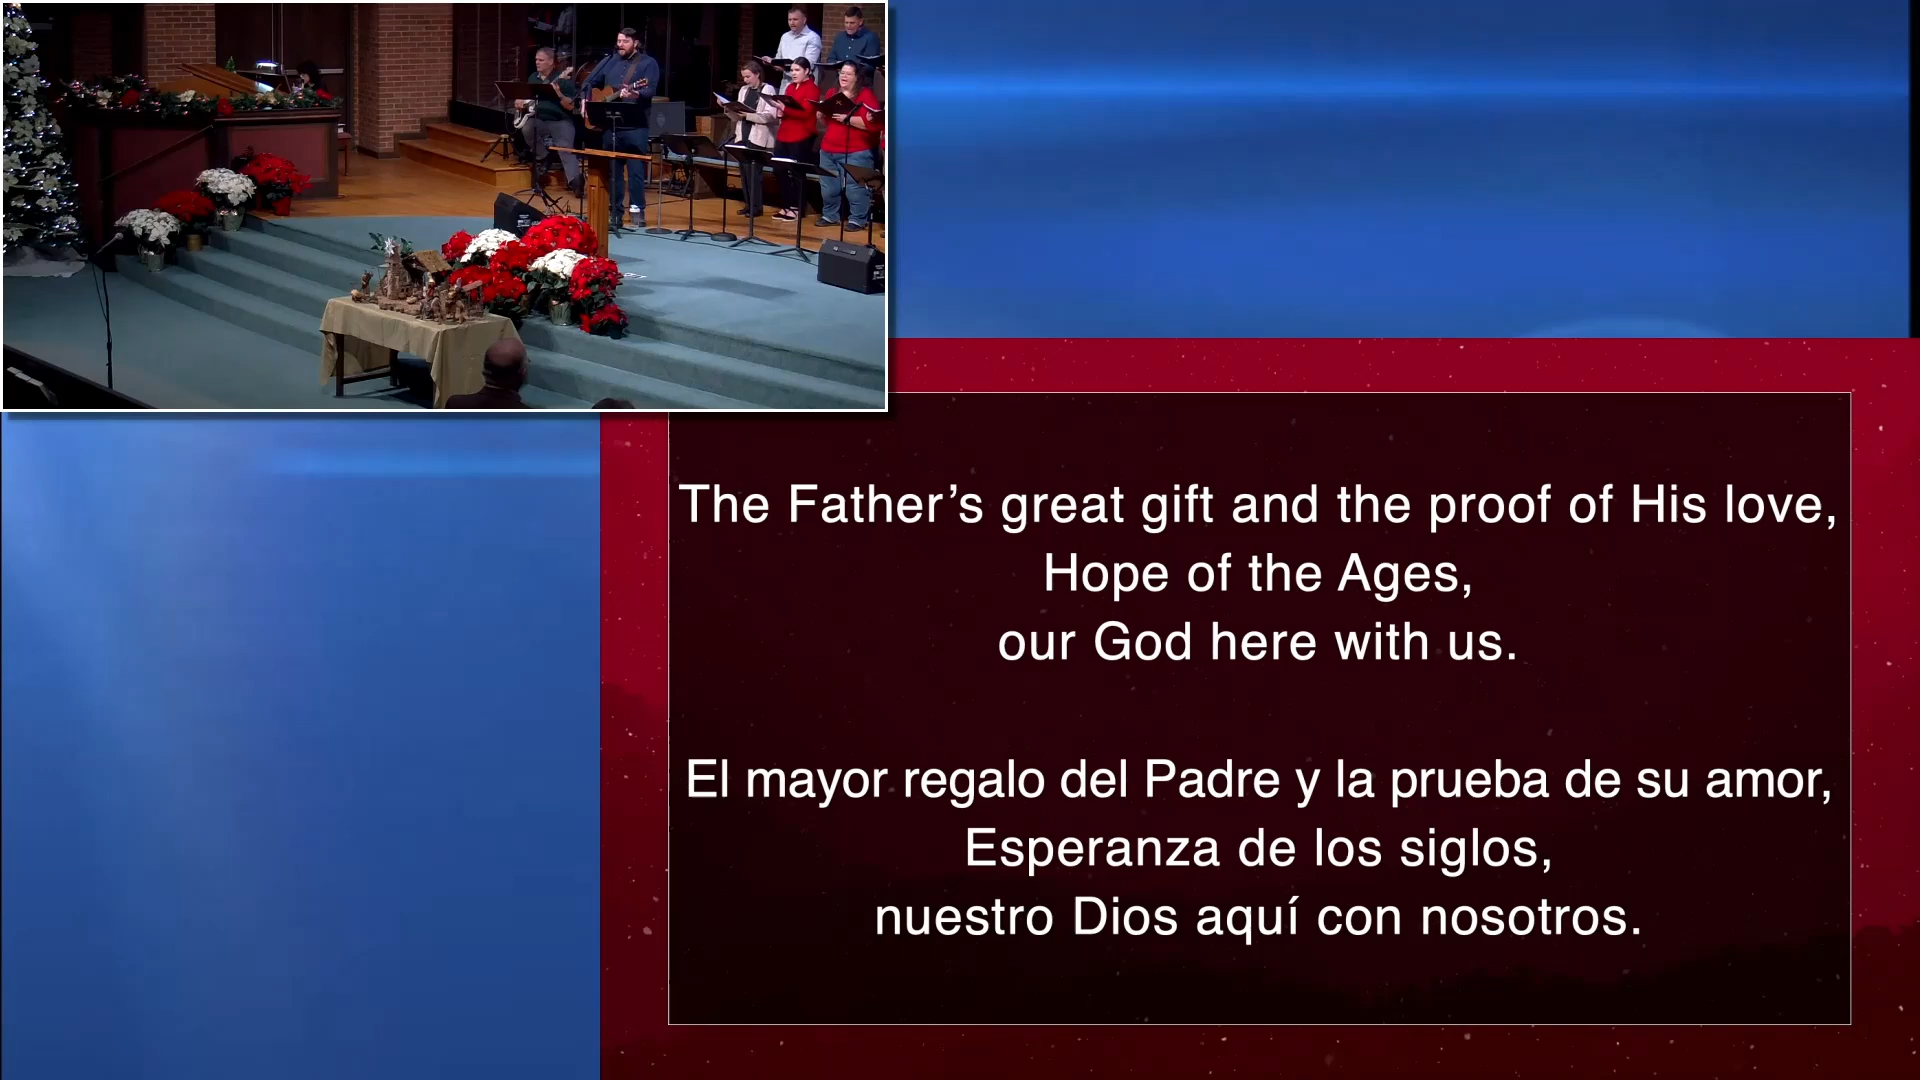 The Father’s great gift and the proof of His love,
Hope of the Ages,
our God here with us.
El mayor regalo del Padre y la prueba de su amor,
Esperanza de los siglos,
nuestro Dios aquí con nosotros.